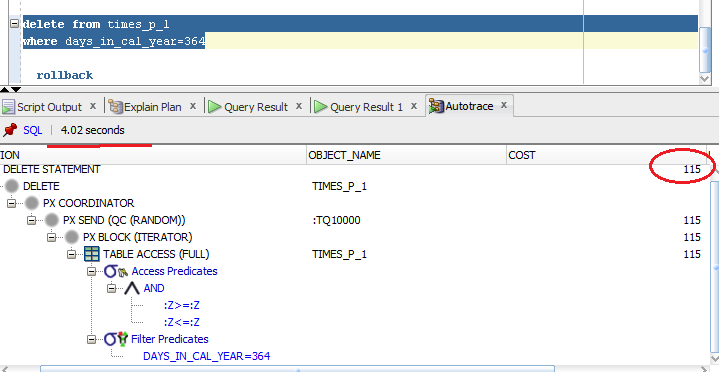 delete from times_p_1
where days_in_cal_year=364
rollback
Script Output x Explain Plan x Query Result x Query Result 1 x Autotrace x
SQL | 4.02 seconds
ION OBJECT_NAME COST
DELETE STATEMENT 115
DELETE TIMES_P_1
PX COORDINATOR
PX SEND (QC (RANDOM)) :TQ10000 115
PX BLOCK (ITERATOR) 115
TABLE ACCESS (FULL) TIMES_P_1 115
Access Predicates
AND
:Z>=:Z
:Z<=:Z
Filter Predicates
DAYS_IN_CAL_YEAR=364